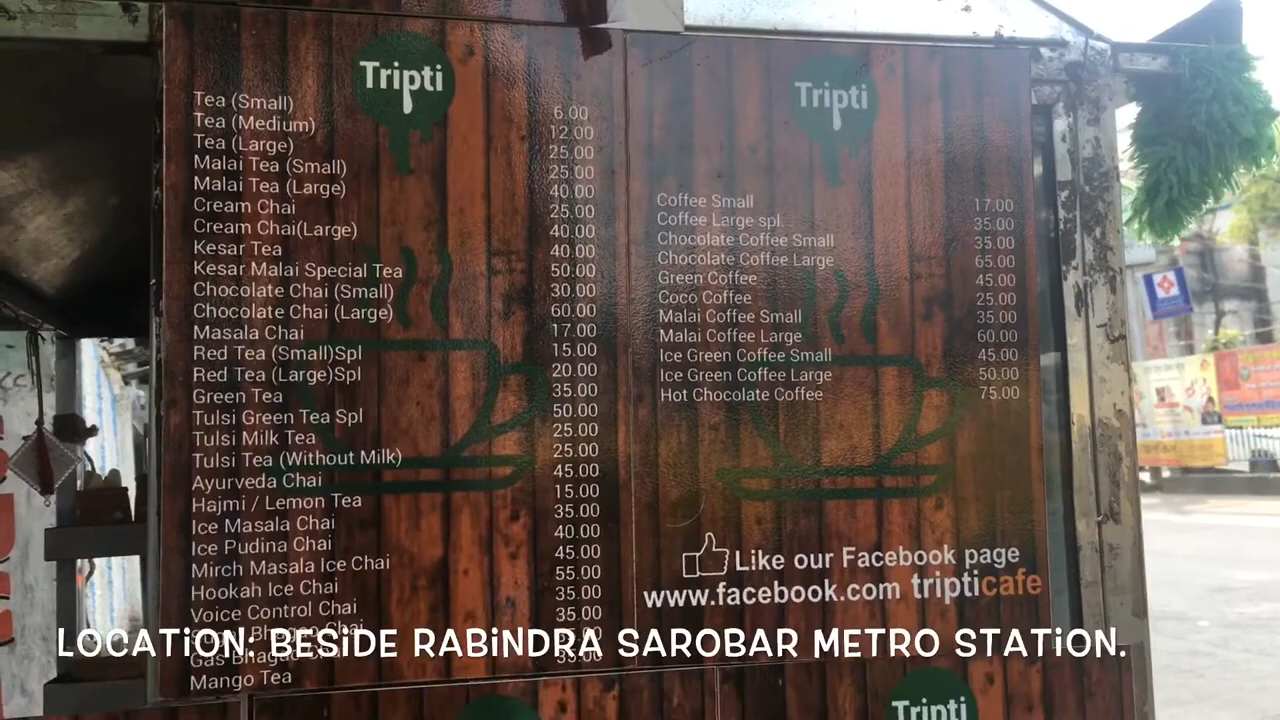 Tripti
Tea (Small) 6.00
Tea (Medium) 12.00
Tea (Large) 25.00
Malai Tea (Small) 25.00
Malai Tea (Large) 40.00
Cream Chai 25.00
Cream Chai(Large) 40.00
Kesar Tea 40.00
Kesar Malai Special Tea 50.00
Chocolate Chai (Small) 30.00
Chocolate Chai (Large) 60.00
Masala Chai 17.00
Red Tea (Small)Spl 15.00
Red Tea (Large)Spl 20.00
Green Tea 35.00
Tulsi Green Tea Spl 50.00
Tulsi Milk Tea 25.00
Tulsi Tea (Without Milk) 25.00
Ayurveda Chai 45.00
Hajmi / Lemon Tea 15.00
Ice Masala Chai 35.00
Ice Pudina Chai 40.00
Mirch Masala Ice Chai 45.00
Hookah Ice Chai 55.00
Voice Control Chai 35.00
Bhagao Chai 35.00
Gas Bhagao Chai
Mango Tea
Tripti
Coffee Small 17.00
Coffee Large spl. 35.00
Chocolate Coffee Small 35.00
Chocolate Coffee Large 65.00
Green Coffee 45.00
Coco Coffee 25.00
Malai Coffee Small 35.00
Malai Coffee Large 60.00
Ice Green Coffee Small 45.00
Ice Green Coffee Large 50.00
Hot Chocolate Coffee 75.00
Like our Facebook page
www.facebook.com tripticafe
LOCATION: BESIDE RABINDRA SAROBAR METRO STATION.
Tripti